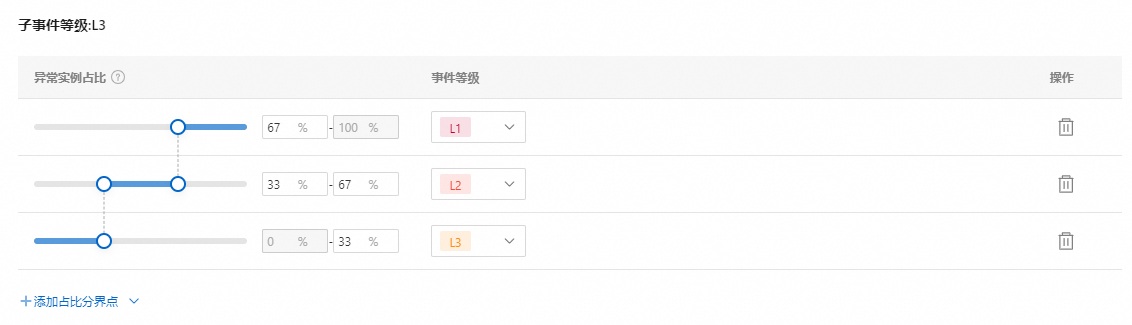 子事件等级:L3
异常实例占比 ? 事件等级 操作
67 % - 100 % L1
33 % - 67 % L2
0 % - 33 % L3
+添加占比分界点